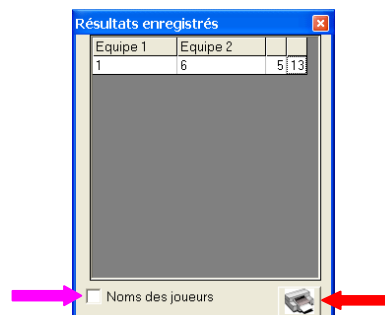 Résultats enregistrés
Equipe 1 Equipe 2
1 6 5 13
Noms des joueurs